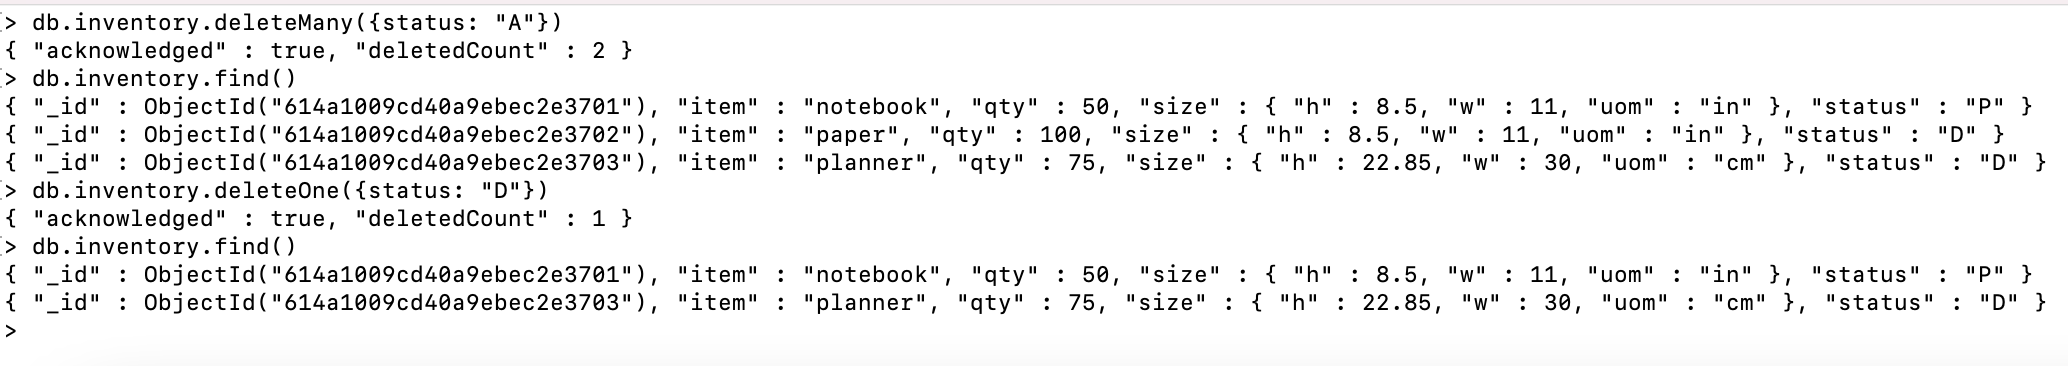 > db.inventory.deleteMany({status: "A"})
{ "acknowledged" : true, "deletedCount" : 2 }
> db.inventory.find()
{ "_id" : ObjectId("614a1009cd40a9ebec2e3701"), "item" : "notebook", "qty" : 50, "size" : { "h" : 8.5, "w" : 11, "uom" : "in" }, "status" : "P" }
{ "_id" : ObjectId("614a1009cd40a9ebec2e3702"), "item" : "paper", "qty" : 100, "size" : { "h" : 8.5, "w" : 11, "uom" : "in" }, "status" : "D" }
{ "_id" : ObjectId("614a1009cd40a9ebec2e3703"), "item" : "planner", "qty" : 75, "size" : { "h" : 22.85, "w" : 30, "uom" : "cm" }, "status" : "D" }
> db.inventory.deleteOne({status: "D"})
{ "acknowledged" : true, "deletedCount" : 1 }
> db.inventory.find()
{ "_id" : ObjectId("614a1009cd40a9ebec2e3701"), "item" : "notebook", "qty" : 50, "size" : { "h" : 8.5, "w" : 11, "uom" : "in" }, "status" : "P" }
{ "_id" : ObjectId("614a1009cd40a9ebec2e3703"), "item" : "planner", "qty" : 75, "size" : { "h" : 22.85, "w" : 30, "uom" : "cm" }, "status" : "D" }
>